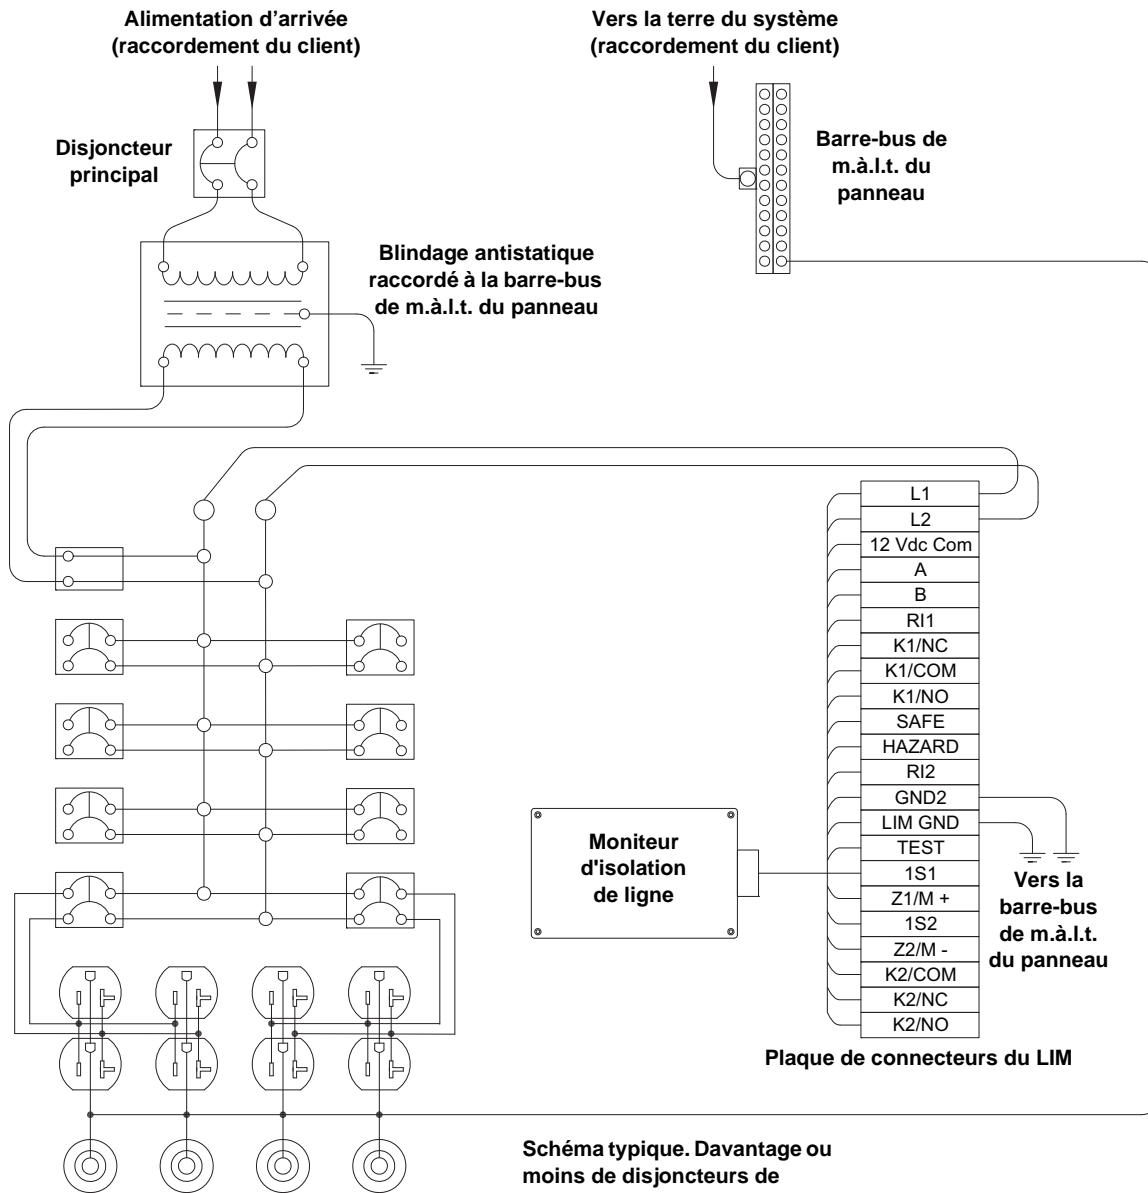 Alimentation d’arrivée
(raccordement du client)
Vers la terre du système
(raccordement du client)
Disjoncteur
principal
Barre-bus de
m.à.l.t. du
panneau
Blindage antistatique
raccordé à la barre-bus
de m.à.l.t. du panneau
L1
L2
12 Vdc Com
A
B
RI1
K1/NC
K1/COM
K1/NO
SAFE
HAZARD
RI2
GND2
LIM GND
TEST
1S1
Z1/M +
1S2
Z2/M -
K2/COM
K2/NC
K2/NO
Moniteur
d'isolation
de ligne
Vers la
barre-bus
de m.à.l.t.
du panneau
Plaque de connecteurs du LIM
Schéma typique. Davantage ou
moins de disjoncteurs de